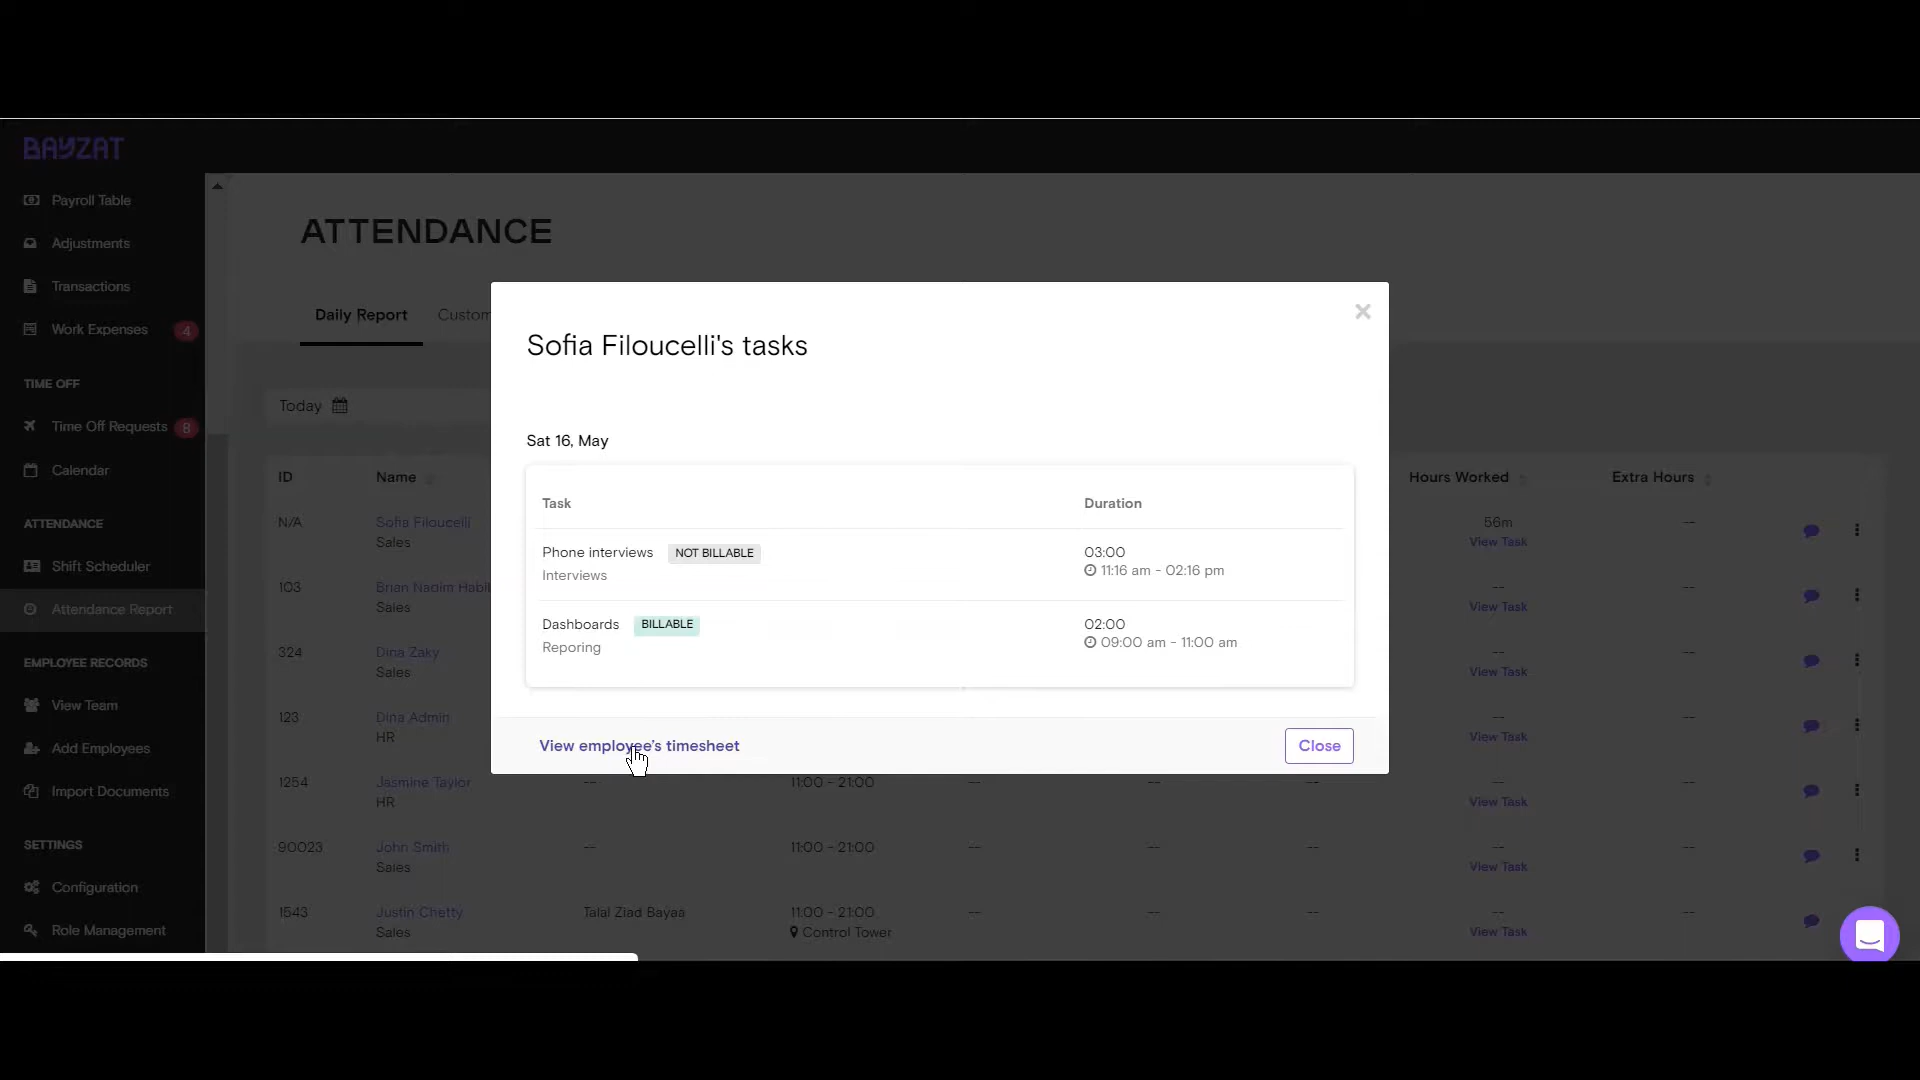 BAYZAT
Payroll Table
Adjustments
Transactions
Work Expenses 4
TIME OFF
Time Off Requests 8
Calendar
ATTENDANCE
Shift Scheduler
Attendance Report
EMPLOYEE RECORDS
View Team
Add Employees
Import Documents
SETTINGS
Configuration
Role Management
ATTENDANCE
Daily Report Custom
Today
ID Name Hours Worked Extra Hours
N/A Sofia Filoucelli 56m --
Sales View Task
103 Brian Nadim Habil -- --
Sales View Task
324 Dina Zaky -- --
Sales View Task
123 Dina Admin -- --
HR View Task
1254 Jasmine Taylor -- 11:00 - 21:00 -- -- -- -- --
HR View Task
90023 John Smith -- 11:00 - 21:00 -- -- -- -- --
Sales View Task
1543 Justin Chetty Talal Ziad Bayaa 11:00 - 21:00 -- -- -- -- --
Sales Control Tower View Task
Sofia Filoucelli's tasks
Sat 16, May
Task Duration
Phone interviews NOT BILLABLE 03:00
Interviews 11:16 am - 02:16 pm
Dashboards BILLABLE 02:00
Reporing 09:00 am - 11:00 am
View employee's timesheet Close